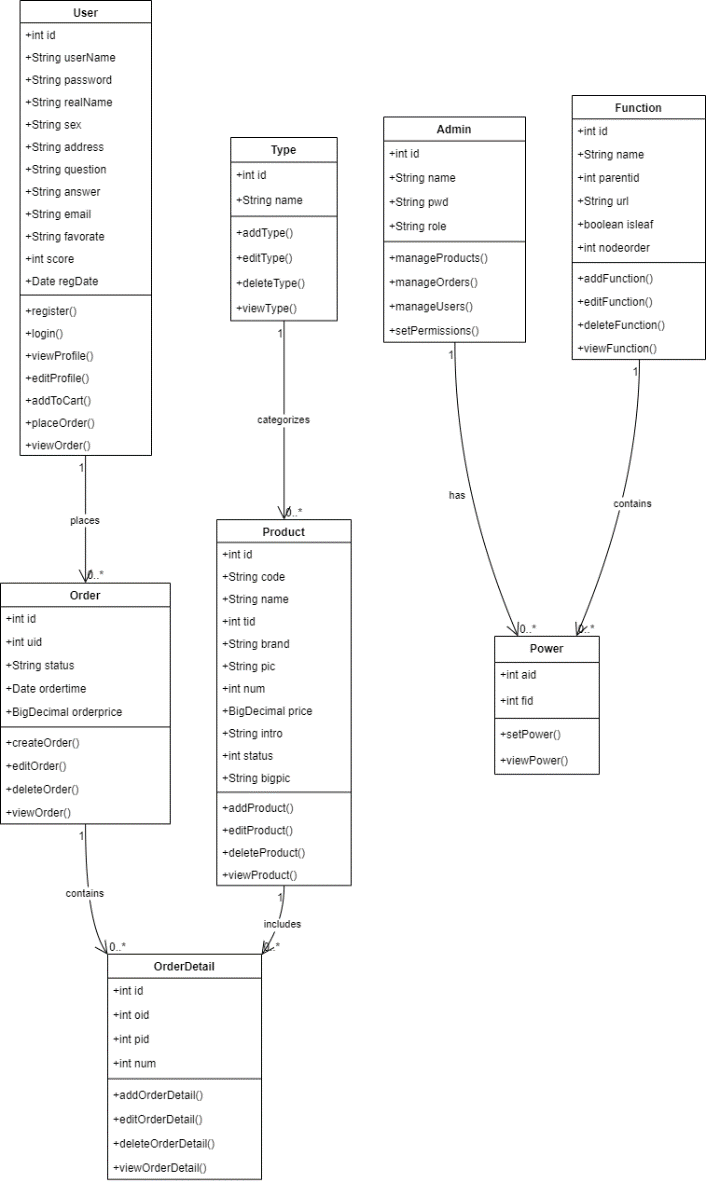 User
+int id
+String userName
+String password
+String realName
+String sex
+String address
+String question
+String answer
+String email
+String favorate
+int score
+Date regDate
+register()
+login()
+viewProfile()
+editProfile()
+addToCart()
+placeOrder()
+viewOrder()
1
places
0..*
Type
+int id
+String name
+addType()
+editType()
+deleteType()
+viewType()
1
categorizes
0..*
Admin
+int id
+String name
+String pwd
+String role
+manageProducts()
+manageOrders()
+manageUsers()
+setPermissions()
1
has
0..*
Function
+int id
+String name
+int parentid
+String url
+boolean isleaf
+int nodeorder
+addFunction()
+editFunction()
+deleteFunction()
+viewFunction()
1
contains
0..*
Order
+int id
+int uid
+String status
+Date ordertime
+BigDecimal orderprice
+createOrder()
+editOrder()
+deleteOrder()
+viewOrder()
1
contains
0..*
Product
+int id
+String code
+String name
+int tid
+String brand
+String pic
+int num
+BigDecimal price
+String intro
+int status
+String bigpic
+addProduct()
+editProduct()
+deleteProduct()
+viewProduct()
1
includes
0..*
Power
+int aid
+int fid
+setPower()
+viewPower()
OrderDetail
+int id
+int oid
+int pid
+int num
+addOrderDetail()
+editOrderDetail()
+deleteOrderDetail()
+viewOrderDetail()